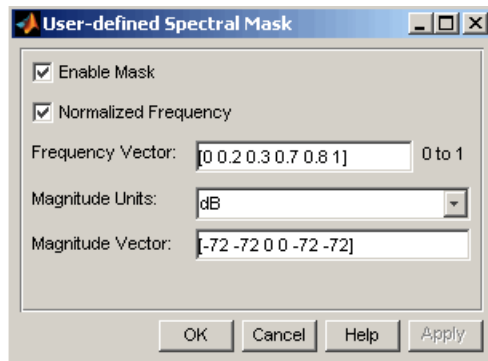 User-defined Spectral Mask
Enable Mask
Normalized Frequency
Frequency Vector: [0 0.2 0.3 0.7 0.8 1] 0 to 1
Magnitude Units: dB
Magnitude Vector: [-72 -72 0 0 -72 -72]
OK Cancel Help Apply